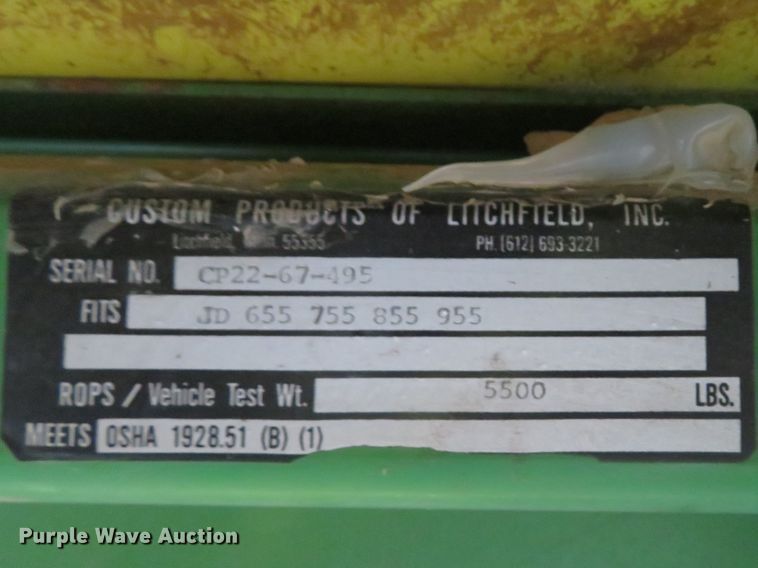 CUSTOM PRODUCTS OF LITCHFIELD, INC.
Litchfield, 55355 PH. (612) 693-3221
SERIAL NO. CP22-67-495
FITS JD 655 755 855 955
ROPS / Vehicle Test Wt. 5500 LBS.
MEETS OSHA 1928.51 (B) (1)
Purple Wave Auction